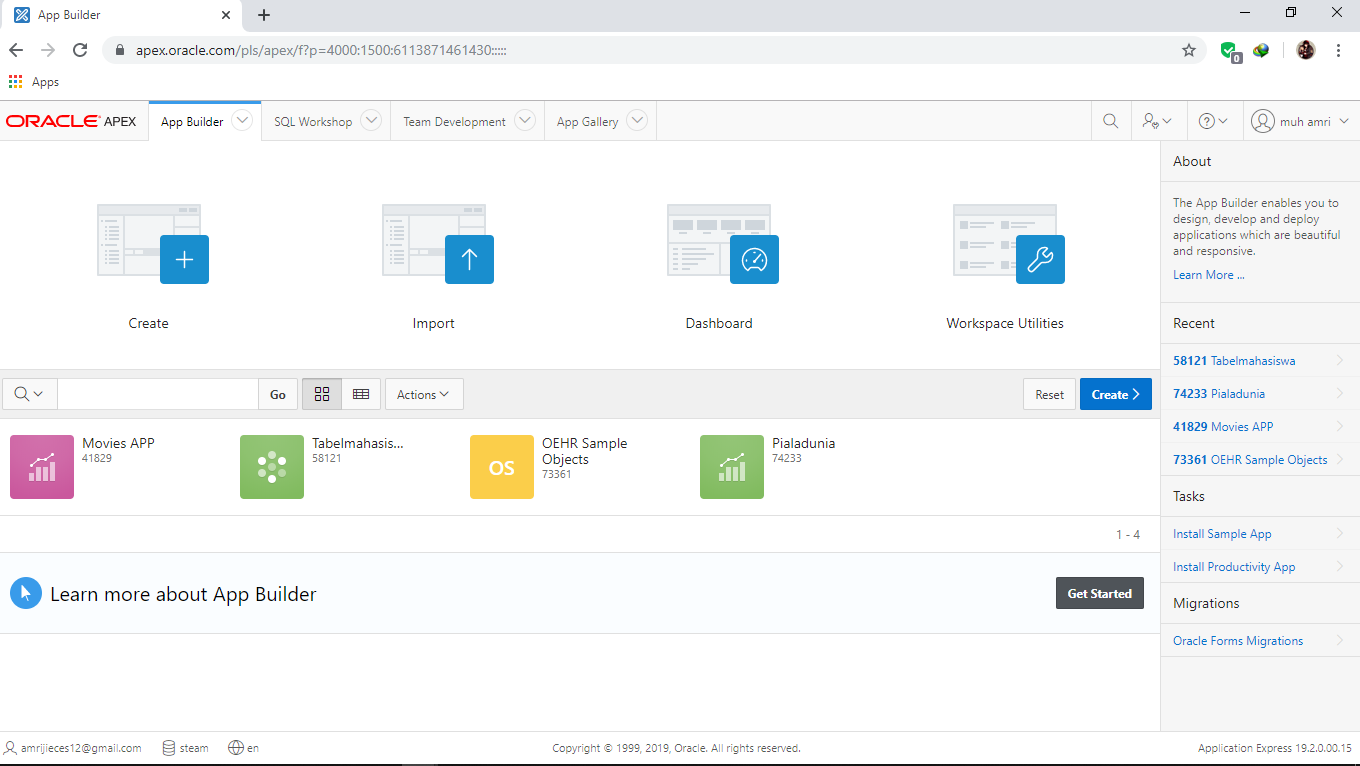 App Builder
apex.oracle.com/pls/apex/f?p=4000:1500:6113871461430:::::
0
Apps
ORACLE APEX
App Builder
SQL Workshop
Team Development
App Gallery
?
muh amri
Create
Import
Dashboard
Workspace Utilities
Go
Actions
Reset
Create
Movies APP
41829
Tabelmahasis...
58121
OS
OEHR Sample
Objects
73361
Pialadunia
74233
1 - 4
Learn more about App Builder
Get Started
About
The App Builder enables you to
design, develop and deploy
applications which are beautiful
and responsive.
Learn More ...
Recent
58121 Tabelmahasiswa
74233 Pialadunia
41829 Movies APP
73361 OEHR Sample Objects
Tasks
Install Sample App
Install Productivity App
Migrations
Oracle Forms Migrations
amrijieces12@gmail.com
steam
en
Copyright © 1999, 2019, Oracle. All rights reserved.
Application Express 19.2.0.00.15